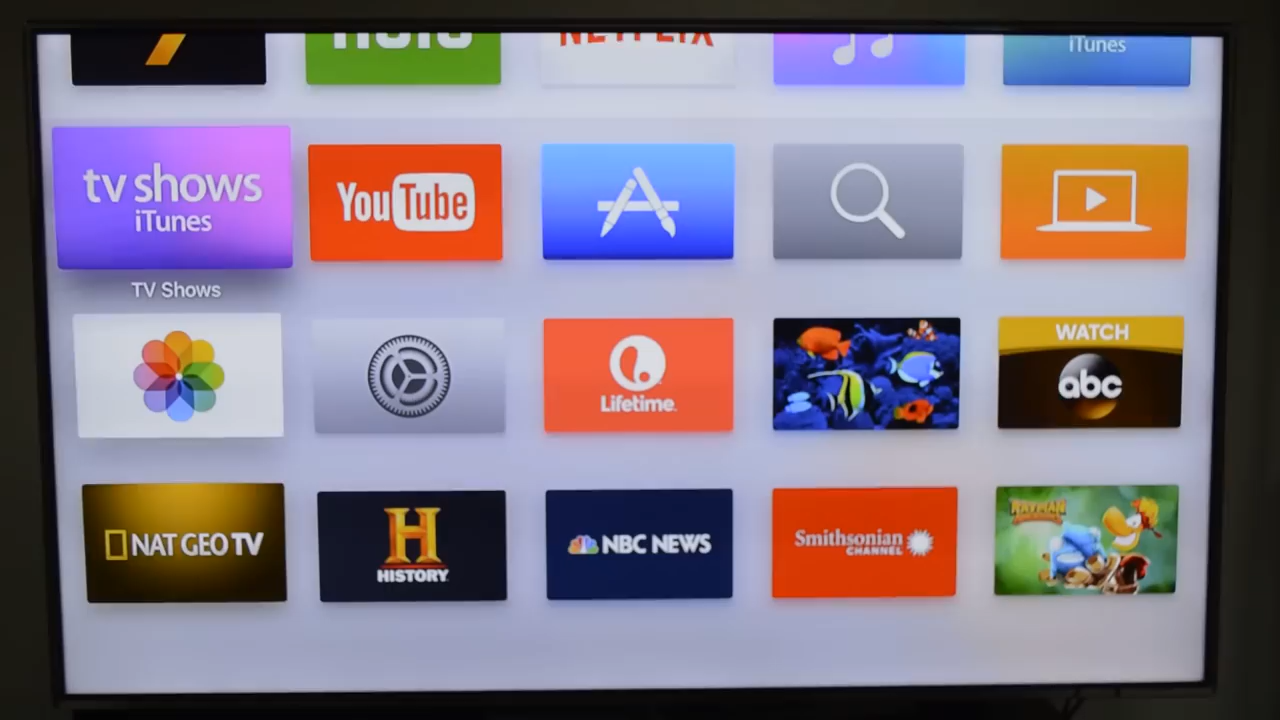 hulu
NETFLIX
iTunes
tv shows
iTunes
YouTube
TV Shows
Lifetime
WATCH
abc
NAT GEO TV
H
HISTORY
NBC NEWS
Smithsonian
CHANNEL
RAYMAN